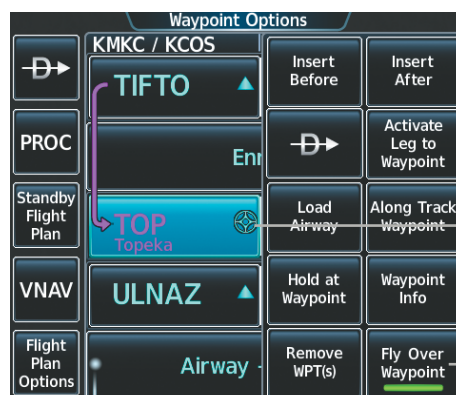 Waypoint Options
KMKC / KCOS
TIFTO
Enr
TOP
Topeka
ULNAZ
Airway -
D
PROC
Standby
Flight
Plan
VNAV
Flight
Plan
Options
Insert
Before
Insert
After
D
Activate
Leg to
Waypoint
Load
Airway
Along Track
Waypoint
Hold at
Waypoint
Waypoint
Info
Remove
WPT(s)
Fly Over
Waypoint